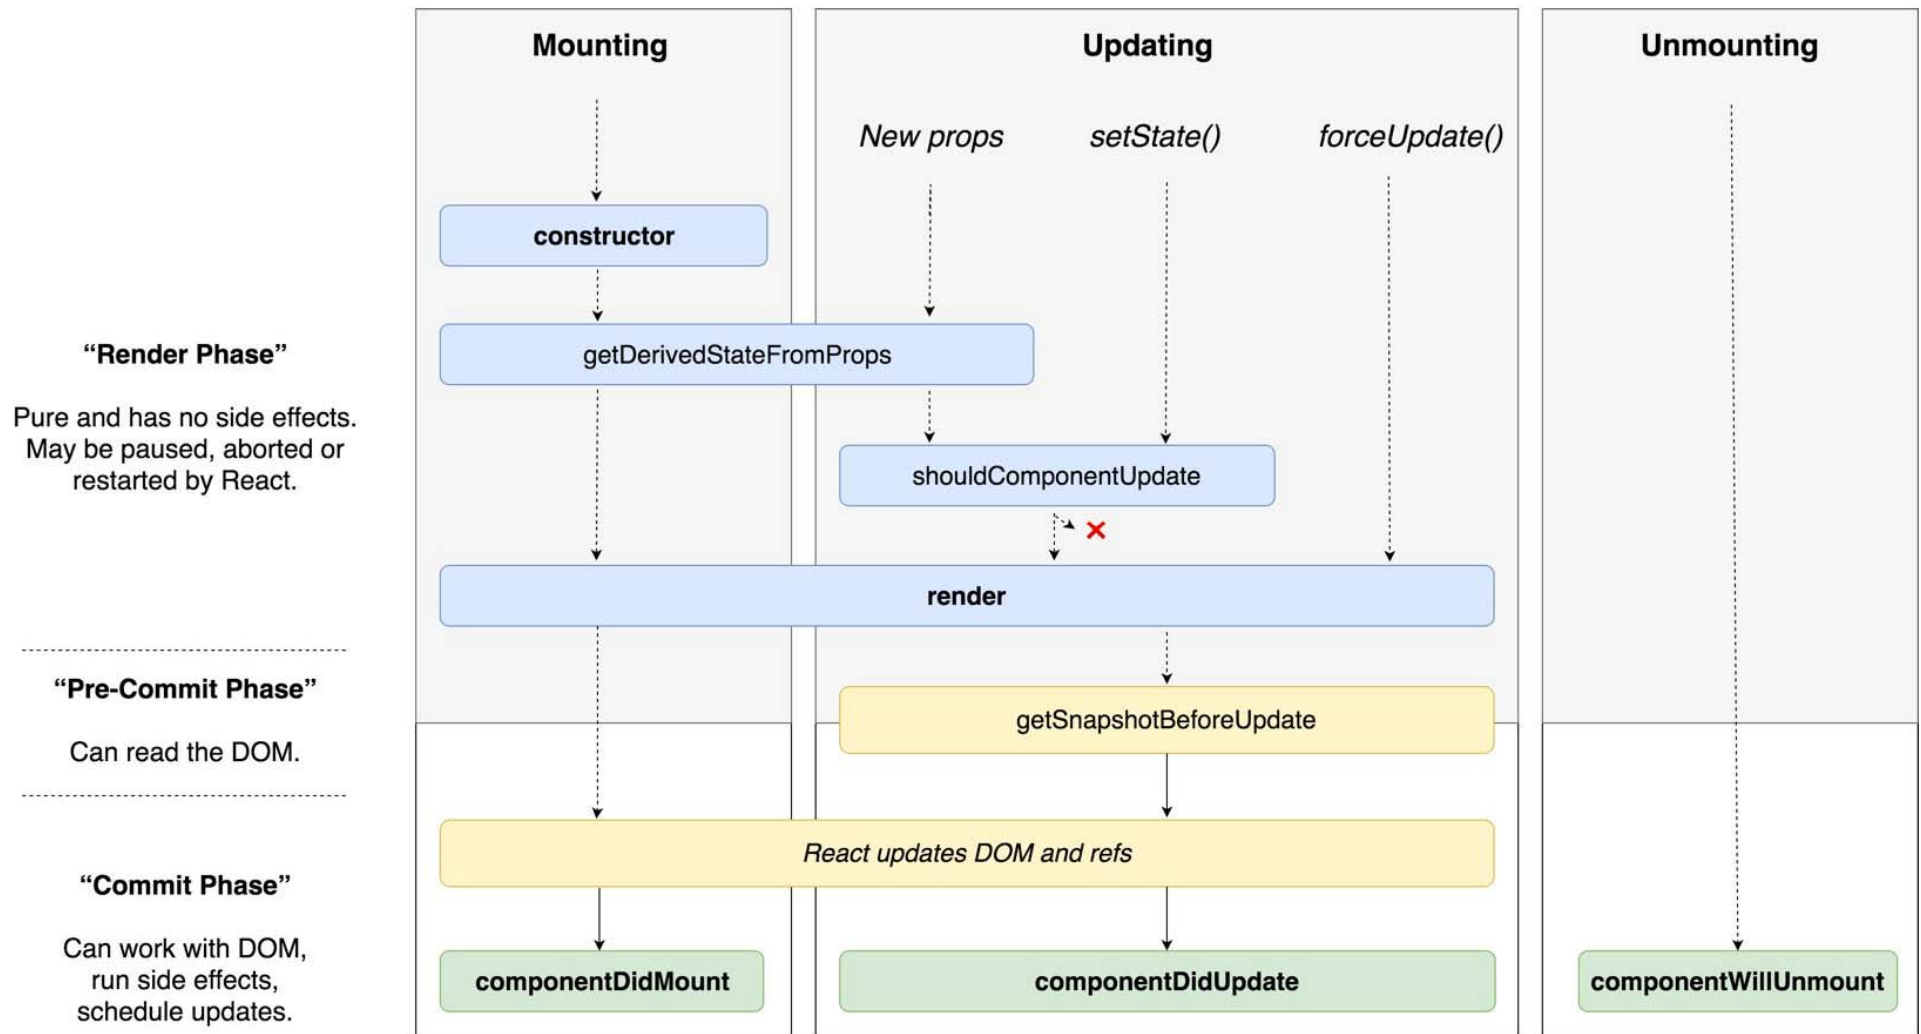 Mounting
Updating
Unmounting
New props
setState()
forceUpdate()
constructor
“Render Phase”
getDerivedStateFromProps
Pure and has no side effects.
May be paused, aborted or
restarted by React.
shouldComponentUpdate
render
“Pre-Commit Phase”
getSnapshotBeforeUpdate
Can read the DOM.
React updates DOM and refs
“Commit Phase”
Can work with DOM,
run side effects,
schedule updates.
componentDidMount
componentDidUpdate
componentWillUnmount